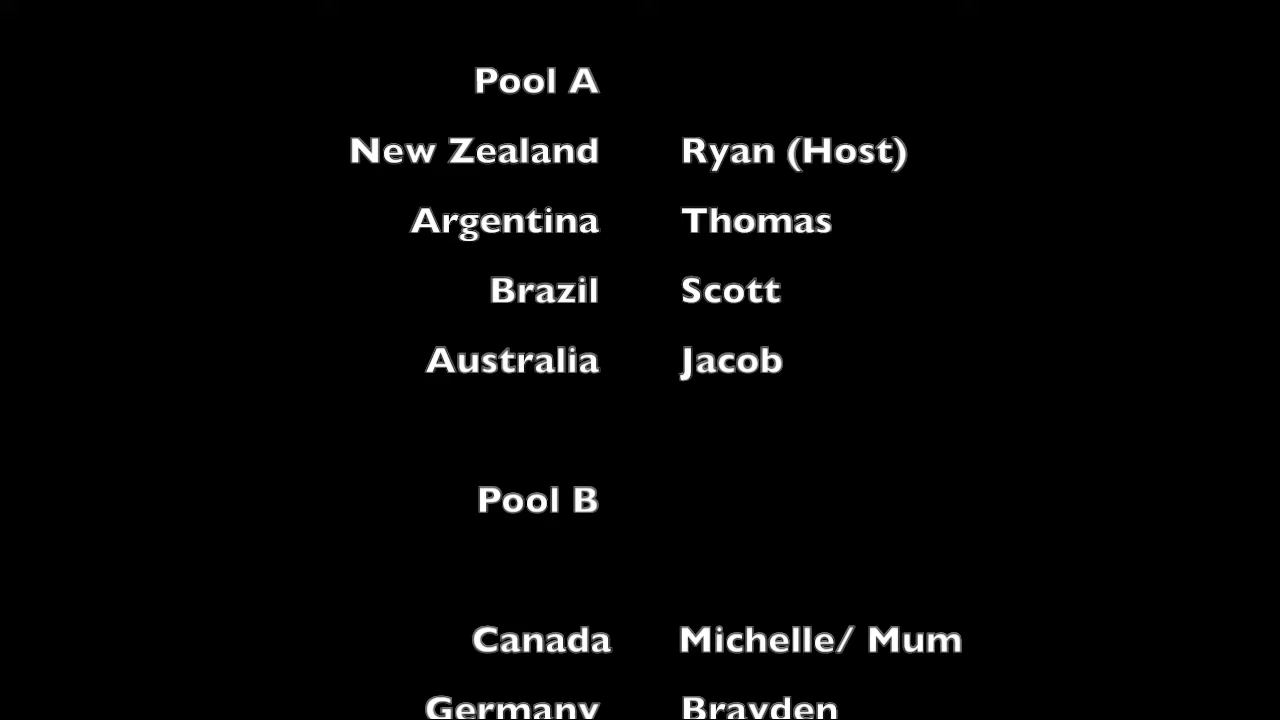 Pool A
New Zealand Ryan (Host)
Argentina Thomas
Brazil Scott
Australia Jacob
Pool B
Canada Michelle/ Mum
Germany Brayden